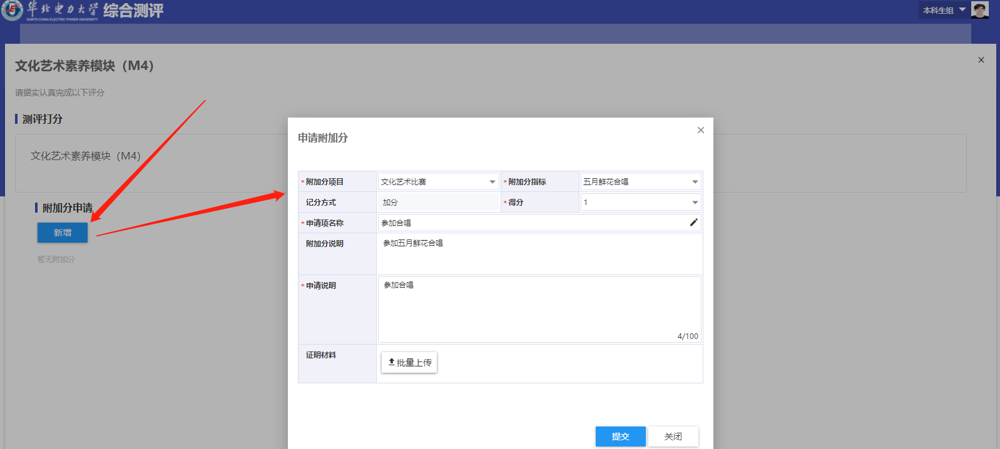 华北电力大学 综合测评
NORTH CHINA ELECTRIC POWER UNIVERSITY
本科生组
文化艺术素养模块（M4）
请据实认真完成以下评分
测评打分
文化艺术素养模块（M4）
附加分申请
新增
暂无附加分
申请附加分
*附加分项目 文化艺术比赛 *附加分指标 五月鲜花合唱
记分方式 加分 *得分 1
*申请项名称 参加合唱
附加分说明 参加五月鲜花合唱
*申请说明 参加合唱
4/100
证明材料 批量上传
提交 关闭